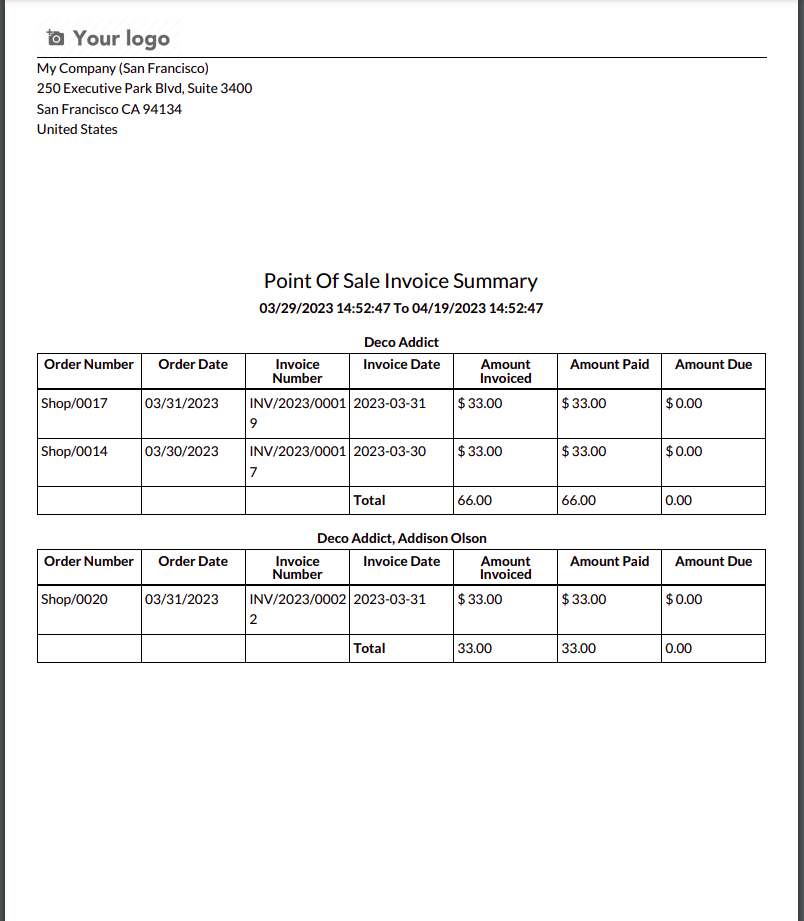 Your logo
My Company (San Francisco)
250 Executive Park Blvd, Suite 3400
San Francisco CA 94134
United States
Point Of Sale Invoice Summary
03/29/2023 14:52:47 To 04/19/2023 14:52:47
Deco Addict
Order Number Order Date Invoice Number Invoice Date Amount Invoiced Amount Paid Amount Due
Shop/0017 03/31/2023 INV/2023/00019 2023-03-31 $ 33.00 $ 33.00 $ 0.00
Shop/0014 03/30/2023 INV/2023/00017 2023-03-30 $ 33.00 $ 33.00 $ 0.00
Total 66.00 66.00 0.00
Deco Addict, Addison Olson
Order Number Order Date Invoice Number Invoice Date Amount Invoiced Amount Paid Amount Due
Shop/0020 03/31/2023 INV/2023/00022 2023-03-31 $ 33.00 $ 33.00 $ 0.00
Total 33.00 33.00 0.00